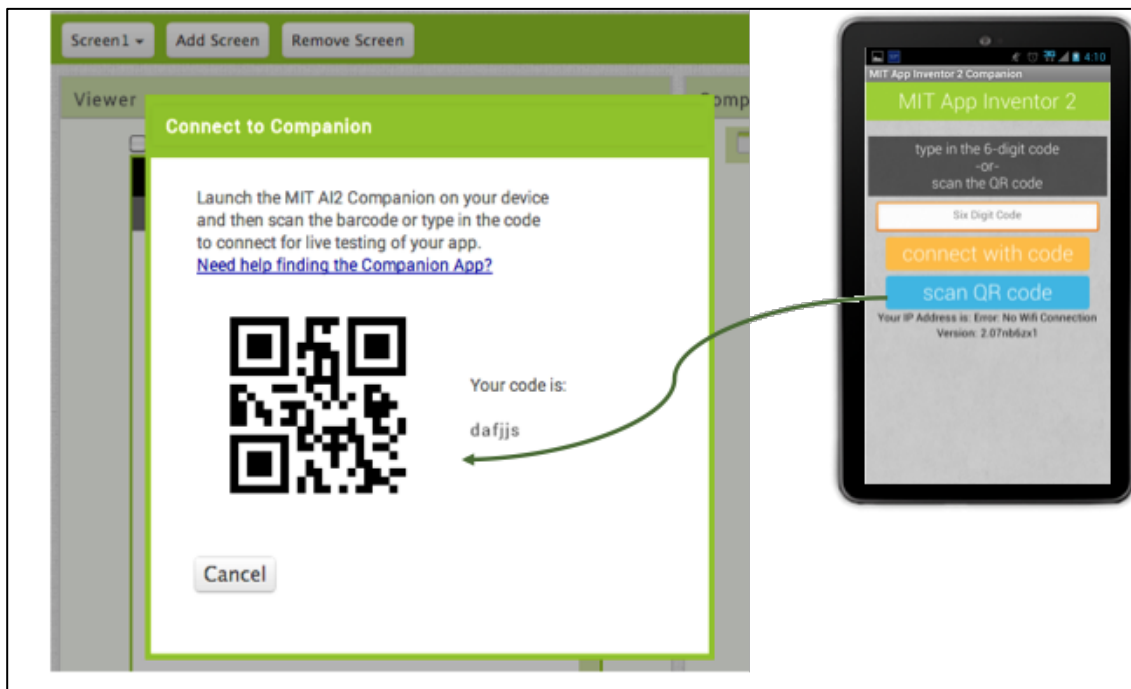 Screen1
Add Screen
Remove Screen
Viewer
Comp
Connect to Companion
Launch the MIT AI2 Companion on your device
and then scan the barcode or type in the code
to connect for live testing of your app.
Need help finding the Companion App?
Your code is:
dafjjs
Cancel
4:10
MIT App Inventor 2 Companion
MIT App Inventor 2
type in the 6-digit code
-or-
scan the QR code
Six Digit Code
connect with code
scan QR code
Your IP Address is: Error: No Wifi Connection
Version: 2.07nb6zx1